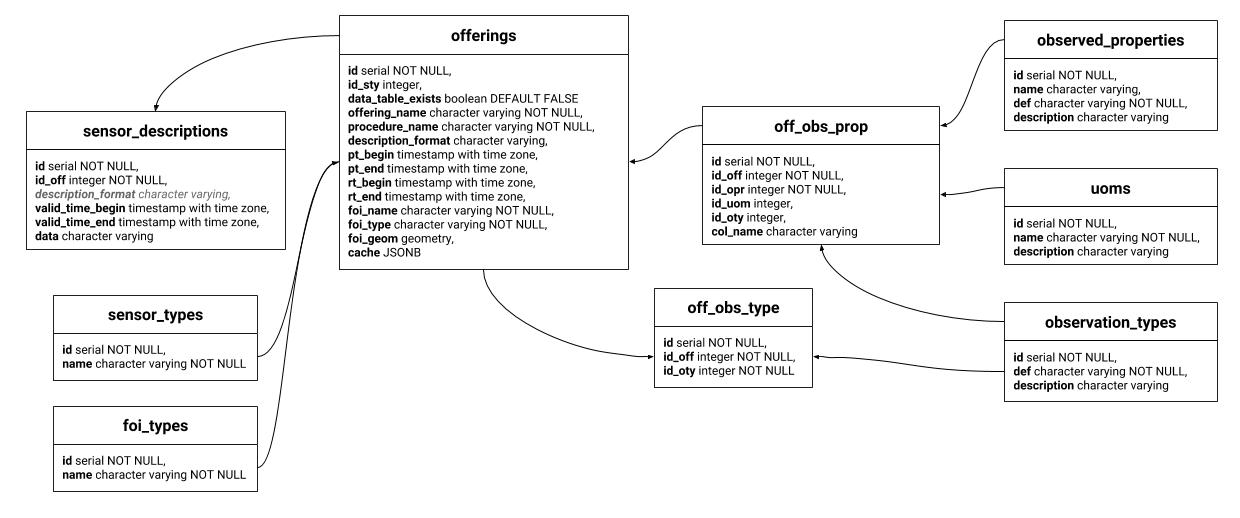 offerings
id serial NOT NULL,
id_sty integer,
data_table_exists boolean DEFAULT FALSE
offering_name character varying NOT NULL,
procedure_name character varying NOT NULL,
description_format character varying,
pt_begin timestamp with time zone,
pt_end timestamp with time zone,
rt_begin timestamp with time zone,
rt_end timestamp with time zone,
foi_name character varying NOT NULL,
foi_type character varying NOT NULL,
foi_geom geometry,
cache JSONB
sensor_descriptions
id serial NOT NULL,
id_off integer NOT NULL,
description_format character varying,
valid_time_begin timestamp with time zone,
valid_time_end timestamp with time zone,
data character varying
sensor_types
id serial NOT NULL,
name character varying NOT NULL
foi_types
id serial NOT NULL,
name character varying NOT NULL
off_obs_prop
id serial NOT NULL,
id_off integer NOT NULL,
id_opr integer NOT NULL,
id_uom integer,
id_oty integer,
col_name character varying
off_obs_type
id serial NOT NULL,
id_off integer NOT NULL,
id_oty integer NOT NULL
observed_properties
id serial NOT NULL,
name character varying,
def character varying NOT NULL,
description character varying
uoms
id serial NOT NULL,
name character varying NOT NULL,
description character varying
observation_types
id serial NOT NULL,
def character varying NOT NULL,
description character varying